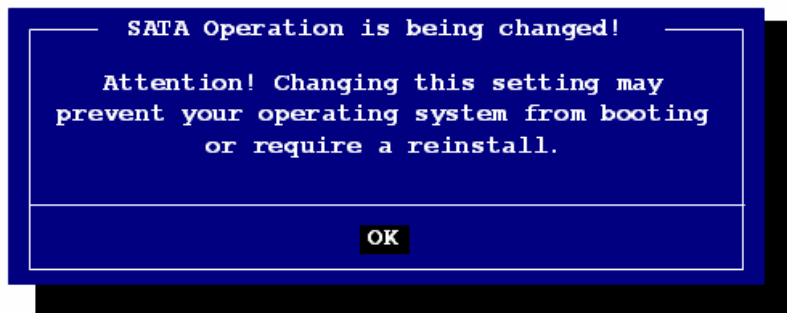 SATA Operation is being changed!
Attention! Changing this setting may
prevent your operating system from booting
or require a reinstall.
OK